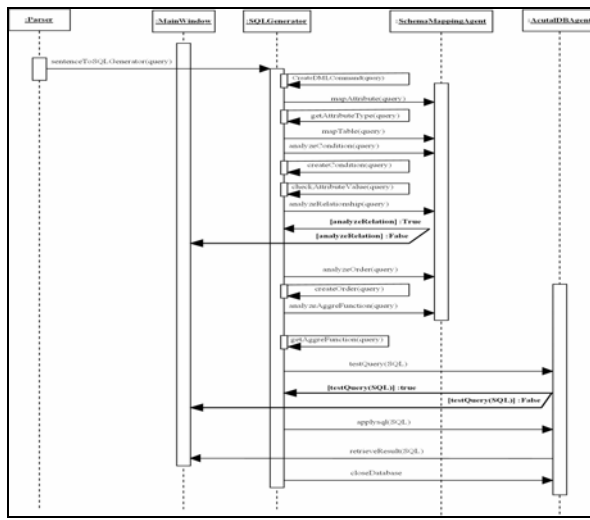 :Parser
:MainWindow
:SQLGenerator
:SchemaMappingAgent
:AcutalDBAgent
sentenceToSQLGenerator(query)
CreateDMLCommand(query)
mapAttribute(query)
getAttributeType(query)
mapTable(query)
analyzeCondition(query)
createCondition(query)
checkAttributeValue(query)
analyzeRelationship(query)
[analyzeRelation] :True
[analyzeRelation] :False
analyzeOrder(query)
createOrder(query)
analyzeAggreFunction(query)
getAggreFunction(query)
testQuery(SQL)
[testQuery(SQL)] :true
[testQuery(SQL)] :False
applysql(SQL)
retrieveResult(SQL)
closeDatabase